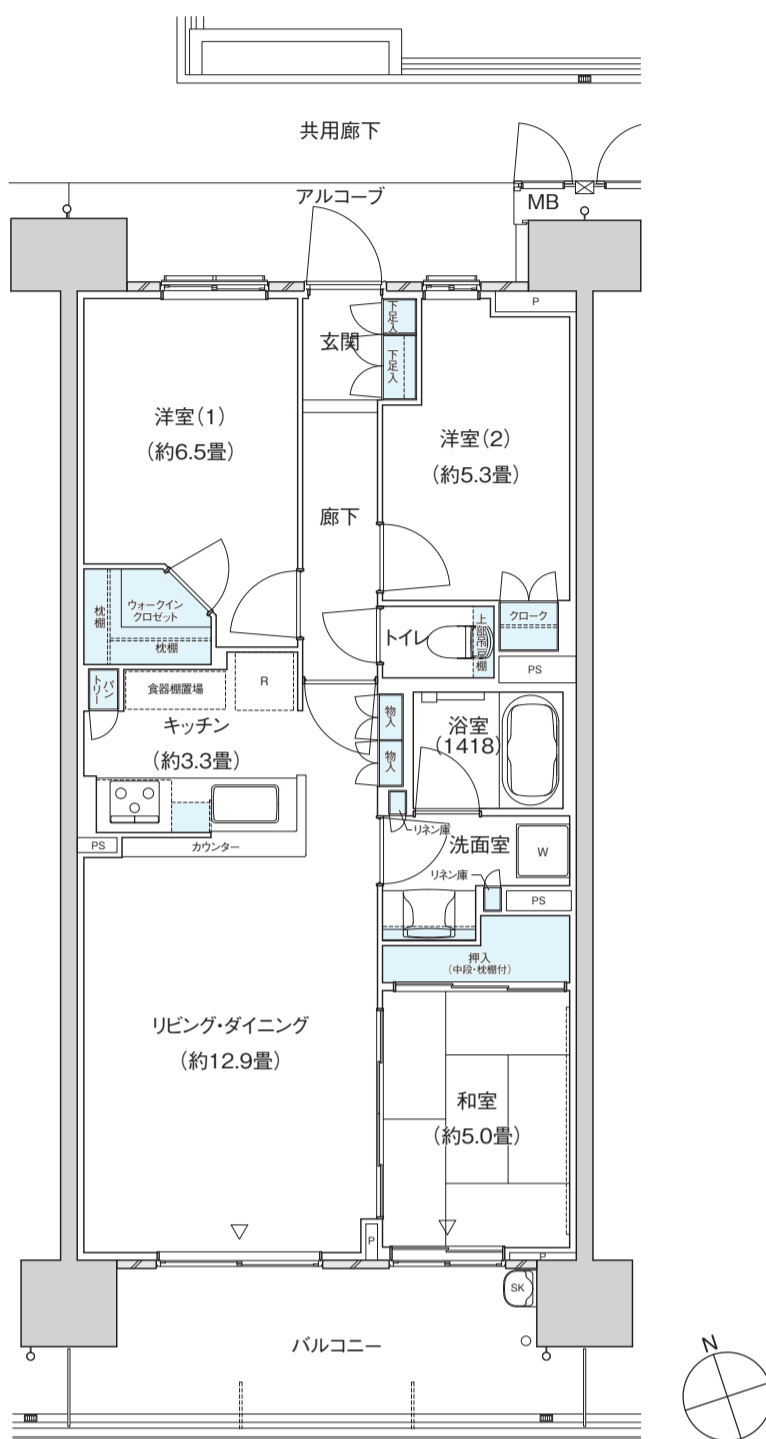 共用廊下
アルコーブ
MB
P
下足入
玄関
下足入
洋室(1)
(約6.5畳)
洋室(2)
(約5.3畳)
廊下
枕棚
ウォークイン
クロゼット
枕棚
トイレ
上部吊戸棚
クローク
PS
パントリー
食器棚置場
R
キッチン
(約3.3畳)
物入
物入
浴室
(1418)
リネン庫
洗面室
W
PS
カウンター
リネン庫
PS
押入
(中段・枕棚付)
リビング・ダイニング
(約12.9畳)
和室
(約5.0畳)
P
P
SK
バルコニー
N